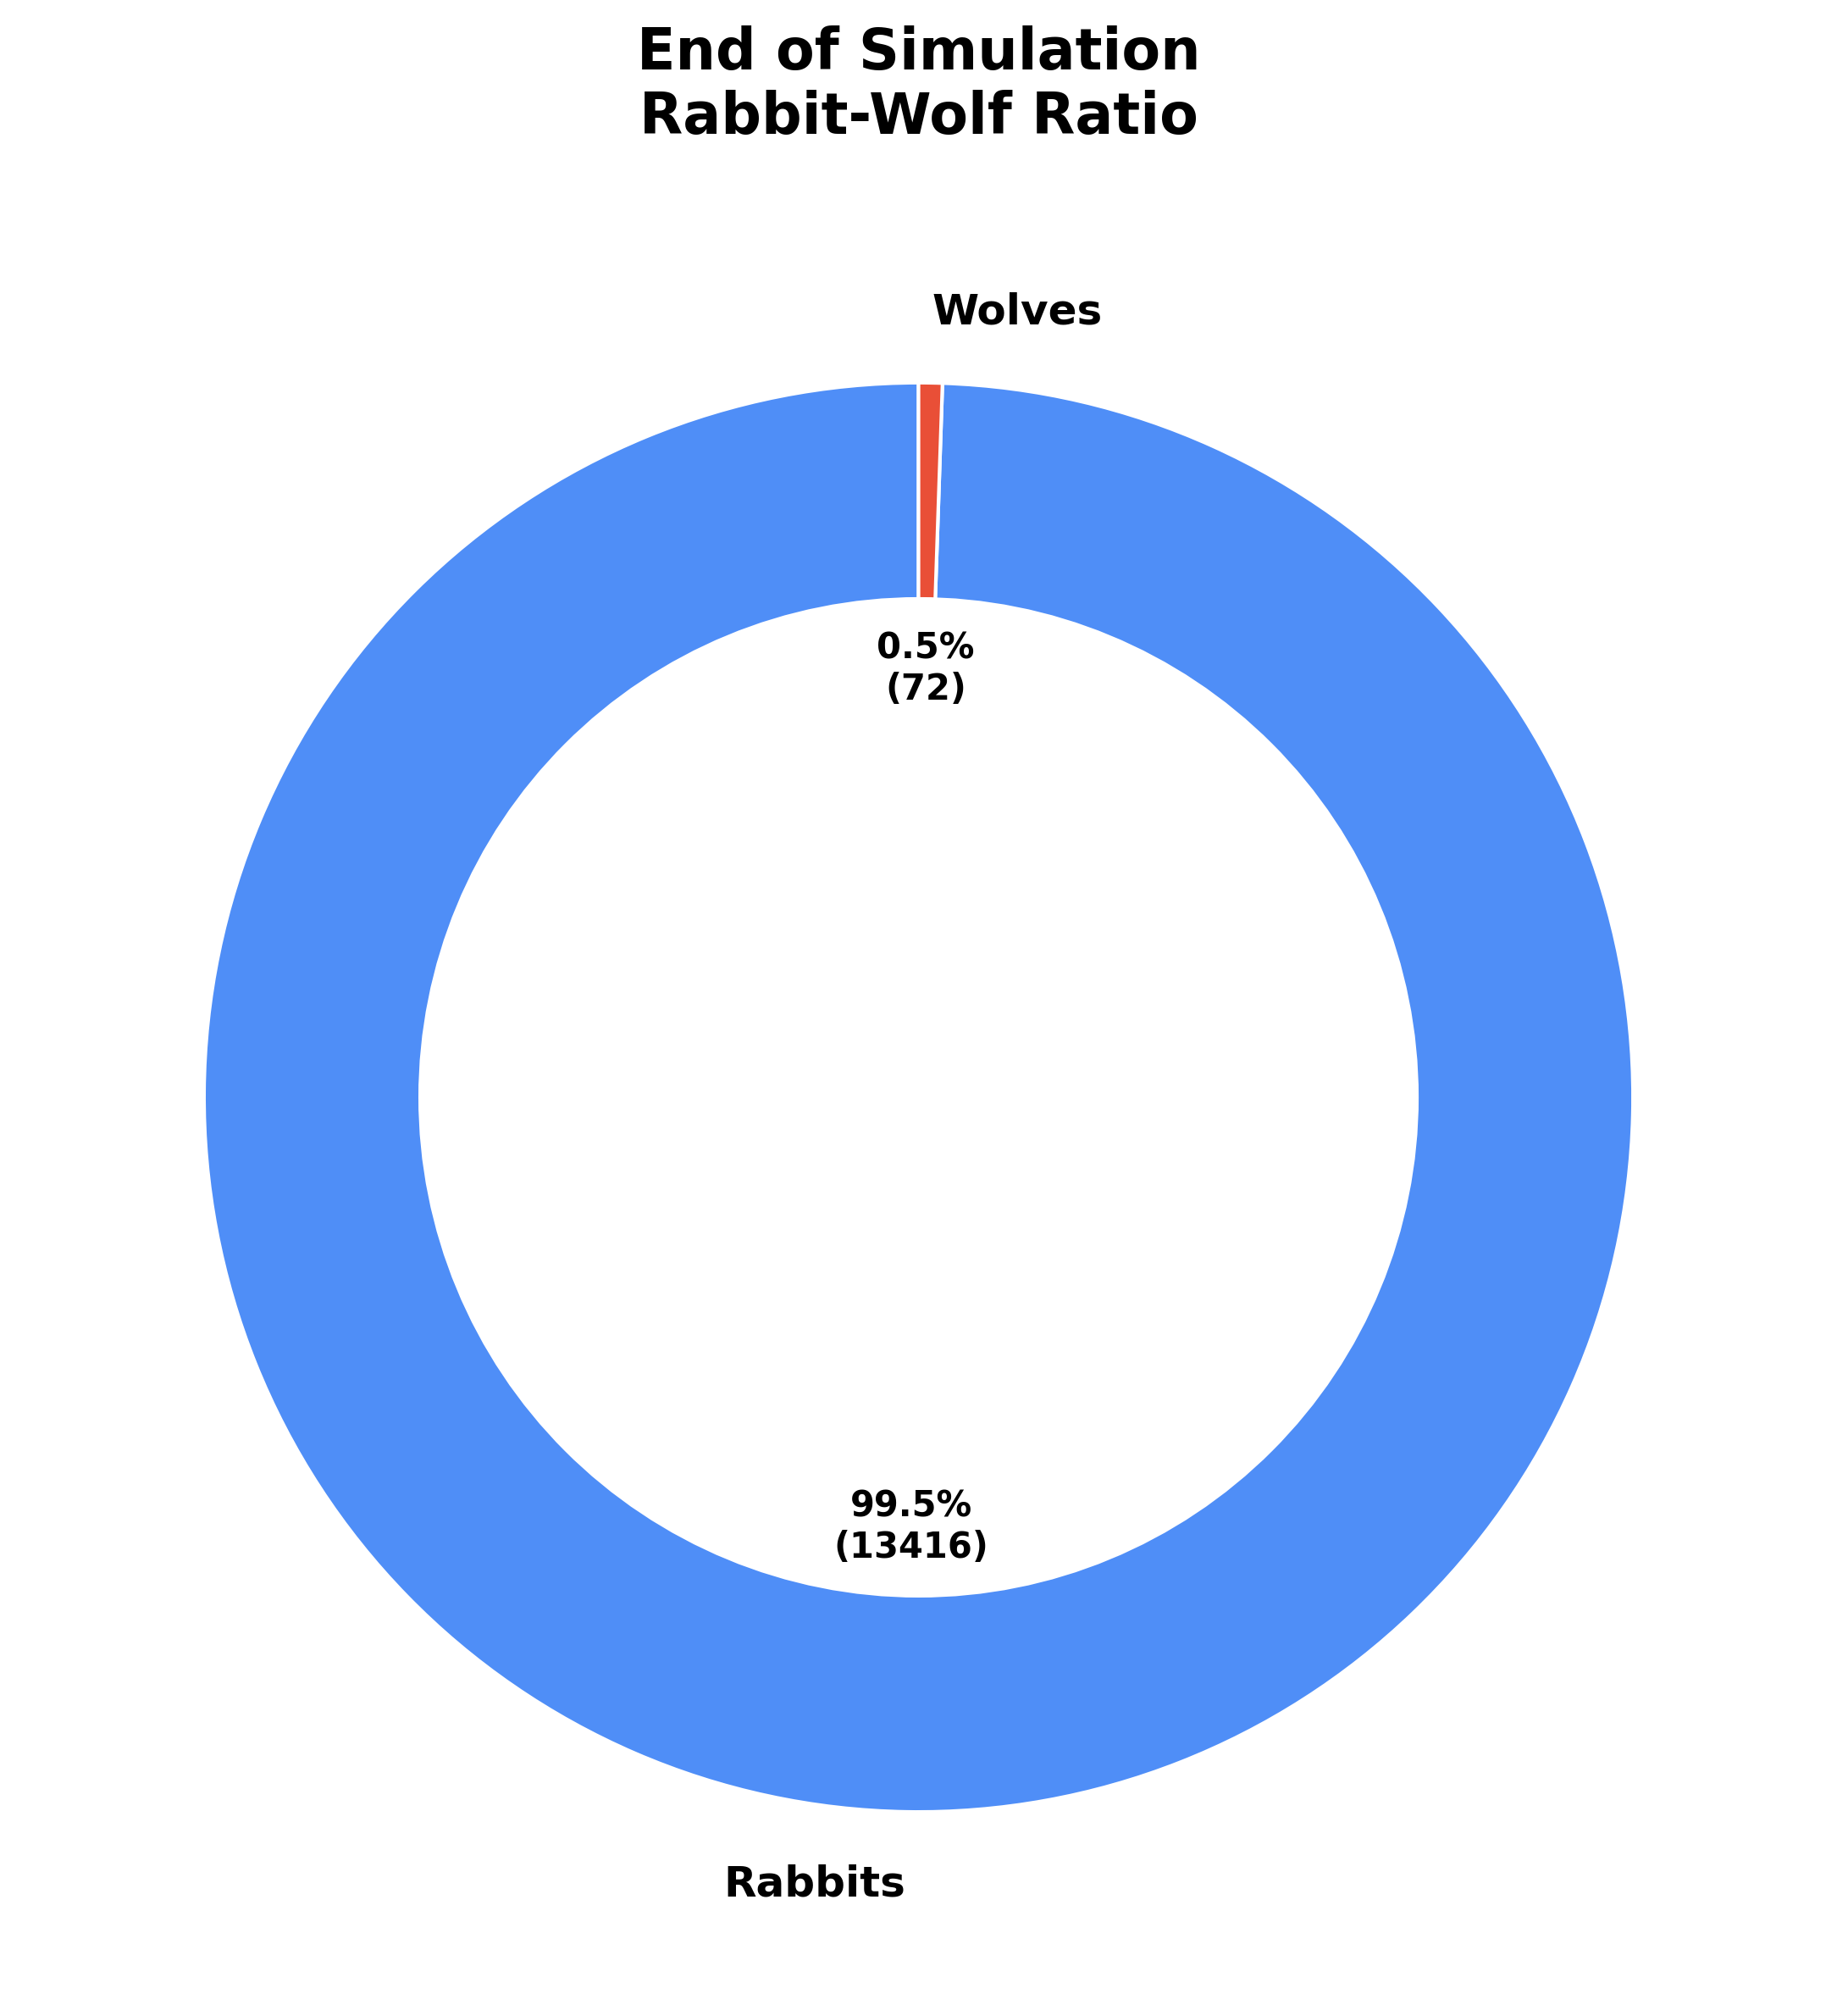 End of Simulation
Rabbit-Wolf Ratio
Wolves
0.5%
(72)
99.5%
(13416)
Rabbits